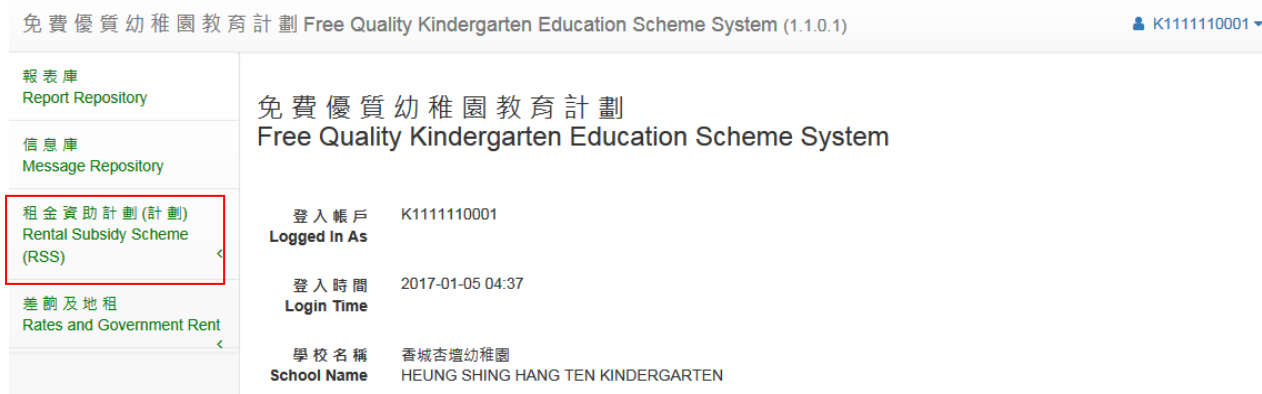 免費優質幼稚園教育計劃 Free Quality Kindergarten Education Scheme System (1.1.0.1)
K1111110001
報表庫
Report Repository
信息庫
Message Repository
租金資助計劃(計劃)
Rental Subsidy Scheme
(RSS)
差餉及地租
Rates and Government Rent
免費優質幼稚園教育計劃
Free Quality Kindergarten Education Scheme System
登入帳戶 K1111110001
Logged In As
登入時間 2017-01-05 04:37
Login Time
學校名稱 香城杏壇幼稚園
School Name HEUNG SHING HANG TEN KINDERGARTEN